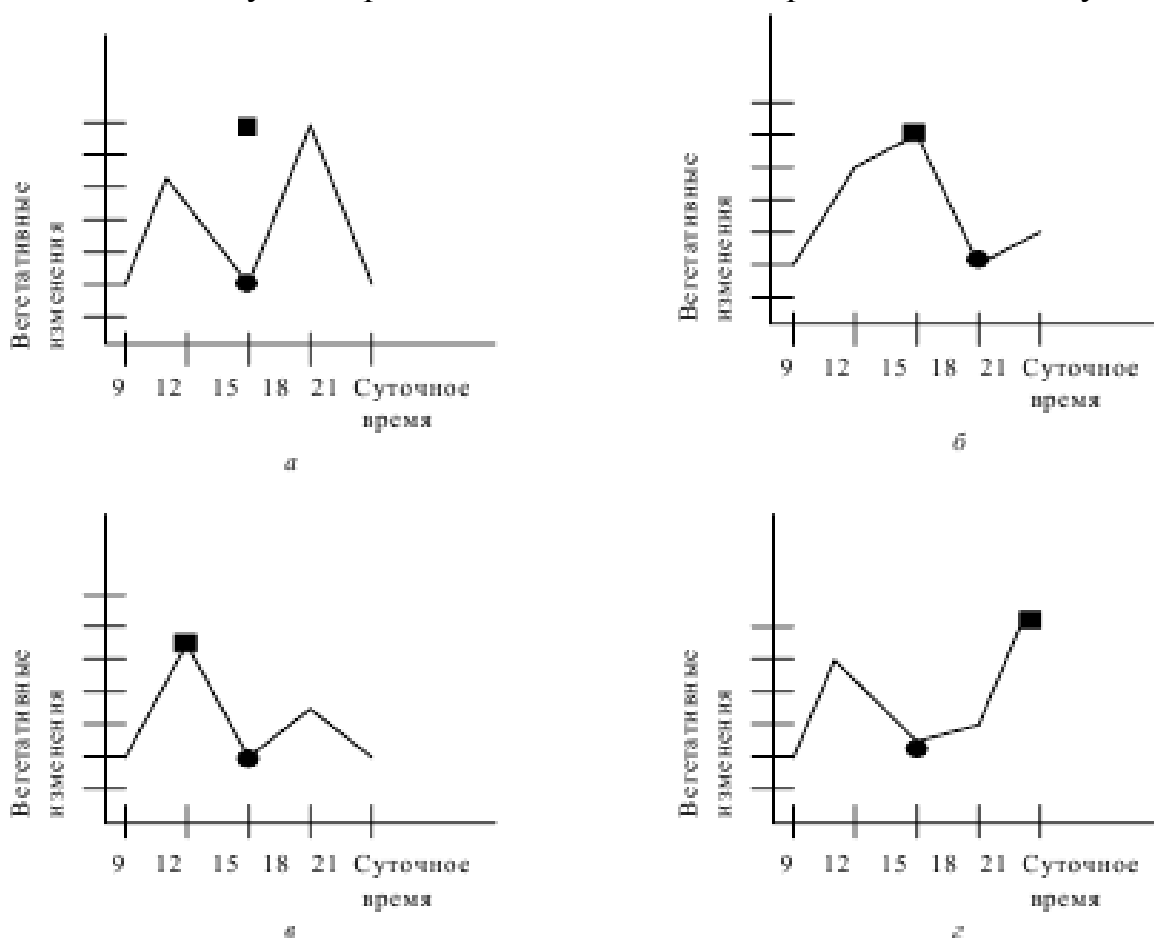 Вегетативные
изменения
9 12 15 18 21 Суточное
время
а
Вегетативные
изменения
9 12 15 18 21 Суточное
время
б
Вегетативные
изменения
9 12 15 18 21 Суточное
время
в
Вегетативные
изменения
9 12 15 18 21 Суточное
время
г